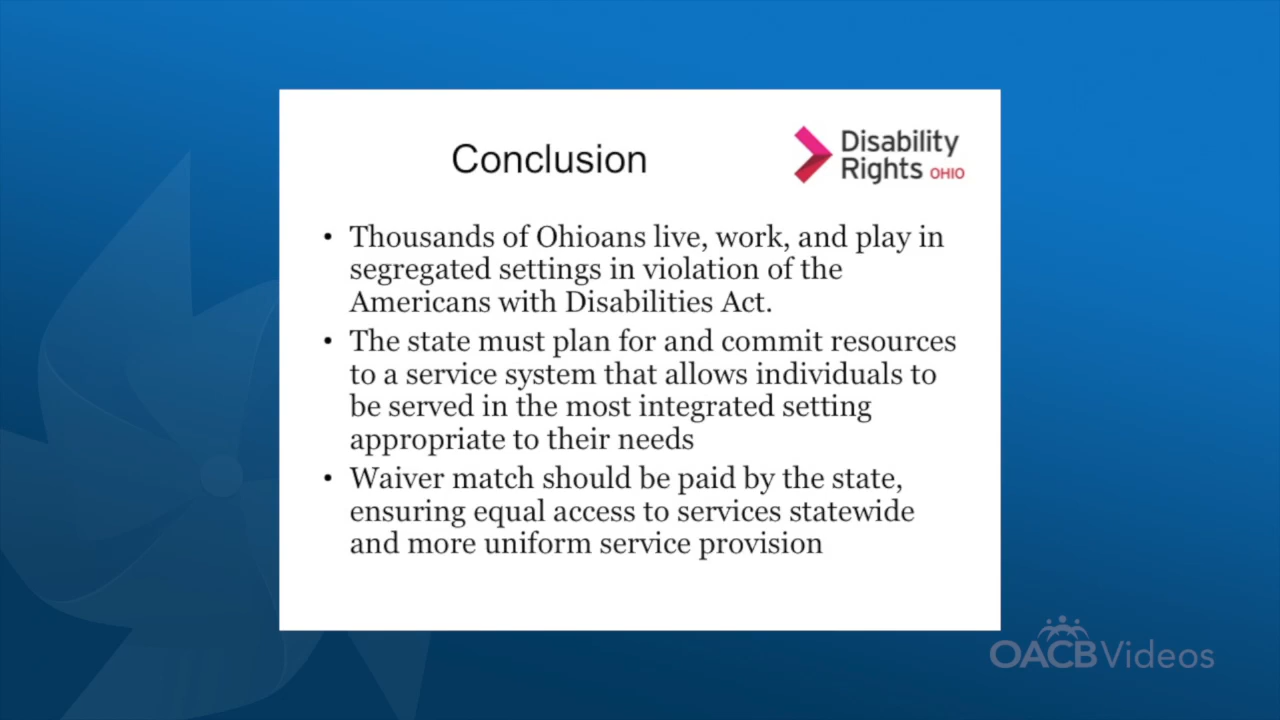 Conclusion
Disability
Rights OHIO
• Thousands of Ohioans live, work, and play in
segregated settings in violation of the
Americans with Disabilities Act.
• The state must plan for and commit resources
to a service system that allows individuals to
be served in the most integrated setting
appropriate to their needs
• Waiver match should be paid by the state,
ensuring equal access to services statewide
and more uniform service provision
OACBVideos